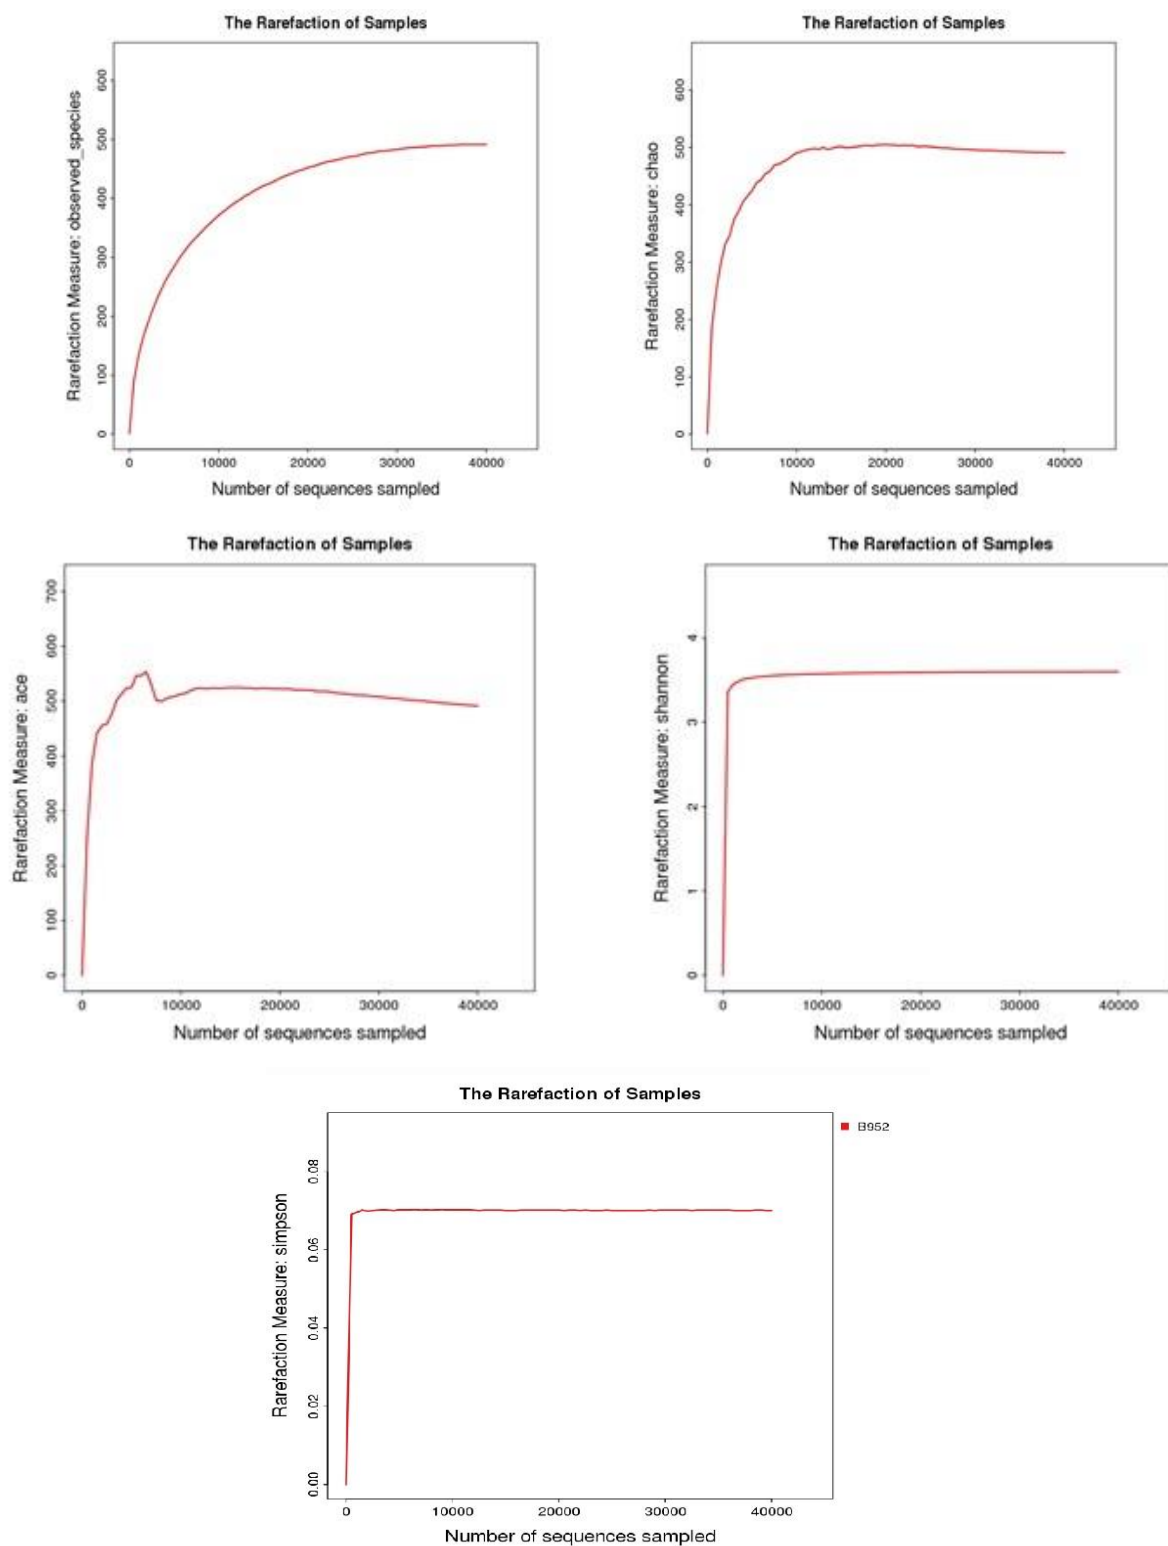 The Rarefaction of Samples
Rarefaction Measure: observed_species
600
500
400
300
200
100
0
0 10000 20000 30000 40000
Number of sequences sampled
The Rarefaction of Samples
Rarefaction Measure: chao
600
500
400
300
200
100
0
0 10000 20000 30000 40000
Number of sequences sampled
The Rarefaction of Samples
Rarefaction Measure: ace
700
600
500
400
300
200
100
0
0 10000 20000 30000 40000
Number of sequences sampled
The Rarefaction of Samples
Rarefaction Measure: shannon
4
3
2
1
0
0 10000 20000 30000 40000
Number of sequences sampled
The Rarefaction of Samples
B952
Rarefaction Measure: simpson
0.08
0.06
0.04
0.02
0.00
0 10000 20000 30000 40000
Number of sequences sampled